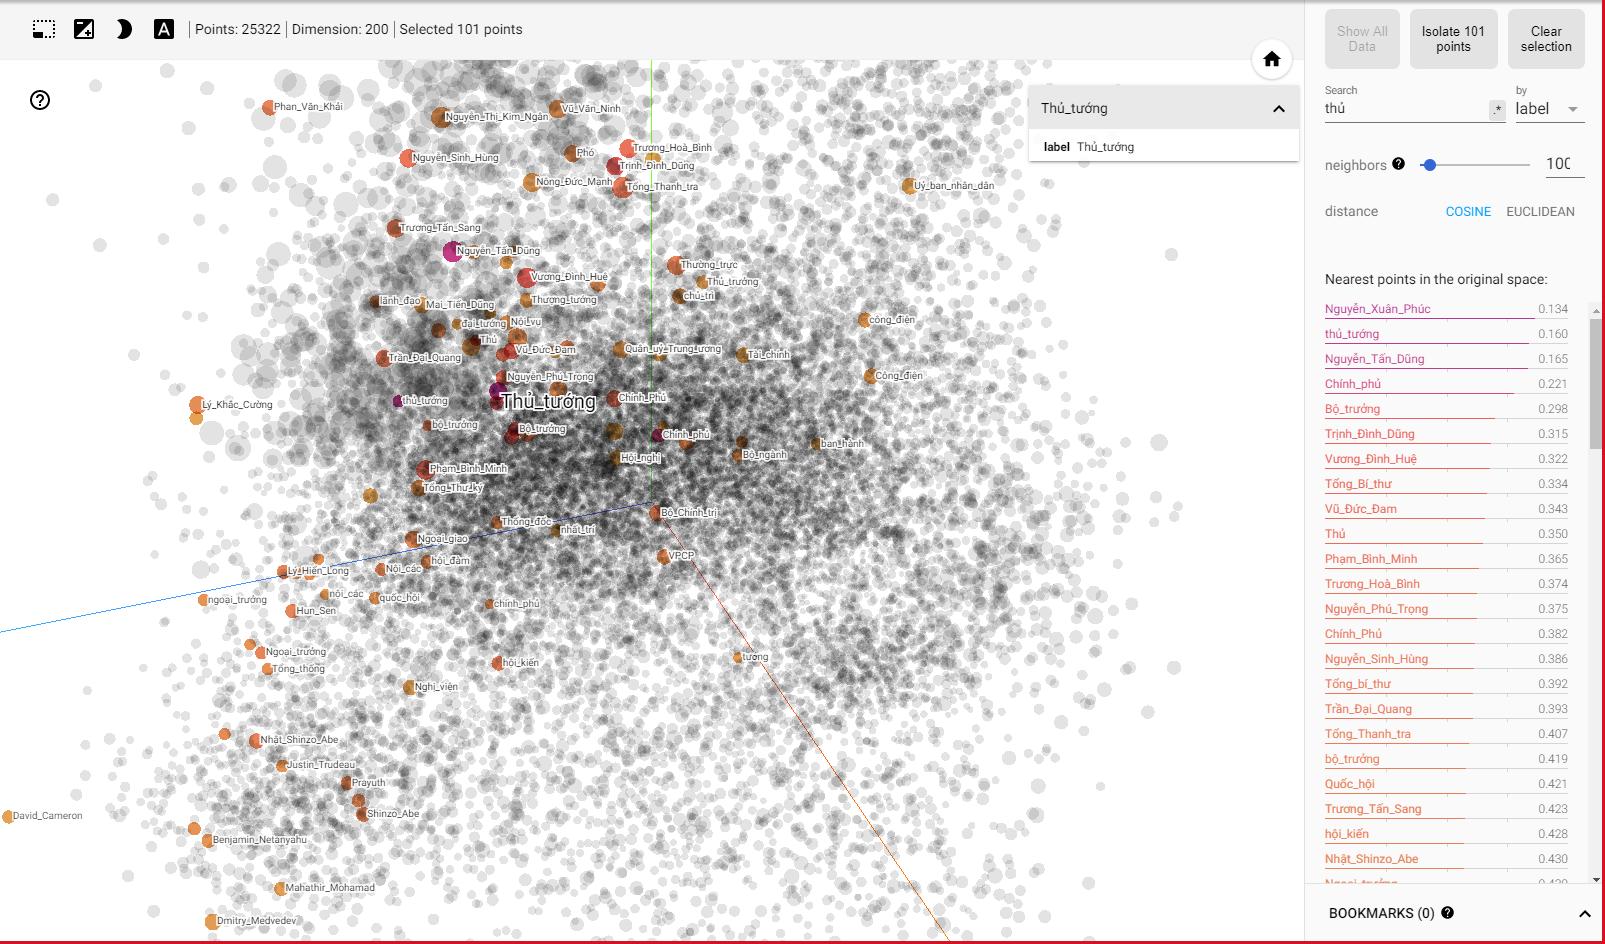 Points: 25322 | Dimension: 200 | Selected 101 points
Show All Data
Isolate 101 points
Clear selection
Search
thủ
.*
by
label
neighbors
100
distance
COSINE
EUCLIDEAN
Nearest points in the original space:
Nguyễn_Xuân_Phúc 0.134
thủ_tướng 0.160
Nguyễn_Tấn_Dũng 0.165
Chính_phủ 0.221
Bộ_trưởng 0.298
Trịnh_Đình_Dũng 0.315
Vương_Đình_Huệ 0.322
Tổng_Bí_thư 0.334
Vũ_Đức_Đam 0.343
Thủ 0.350
Phạm_Bình_Minh 0.365
Trương_Hoà_Bình 0.374
Nguyễn_Phú_Trọng 0.375
Chính_Phủ 0.382
Nguyễn_Sinh_Hùng 0.386
Tổng_bí_thư 0.392
Trần_Đại_Quang 0.393
Tổng_Thanh_tra 0.407
bộ_trưởng 0.419
Quốc_hội 0.421
Trương_Tấn_Sang 0.423
hội_kiến 0.428
Nhật_Shinzo_Abe 0.430
BOOKMARKS (0)
Thủ_tướng
label Thủ_tướng
Phan_Văn_Khải
Nguyễn_Thị_Kim_Ngân
Vũ_Văn_Ninh
Nguyễn_Sinh_Hùng
Phó
Trương_Hoà_Bình
Trịnh_Đình_Dũng
Nông_Đức_Mạnh
Tổng_Thanh_tra
Uỷ_ban_nhân_dân
Trương_Tấn_Sang
Nguyễn_Tấn_Dũng
Vương_Đình_Huệ
Thường_trực
Thủ_trưởng
chủ_trì
lãnh_đạo
Mai_Tiến_Dũng
Thượng_tướng
đại_tướng
Nội_vụ
công_điện
Thủ
Vũ_Đức_Đam
Quân_uỷ_Trung_ương
Tài_chính
Trần_Đại_Quang
Nguyễn_Phú_Trọng
Công_điện
thủ_tướng
Thủ_tướng
Chính_Phủ
Lý_Khắc_Cường
bộ_trưởng
Bộ_trưởng
Chính_phủ
ban_hành
Hội_nghị
Bộ_ngành
Phạm_Bình_Minh
Tổng_Thư_ký
Bộ_Chính_trị
Thống_đốc
nhất_trí
Ngoại_giao
VPCP
hội_đàm
Lý_Hiển_Long
Nội_các
ngoại_trưởng
nội_các
quốc_hội
chính_phủ
Hun_Sen
Ngoại_trưởng
tướng
Tổng_thống
hội_kiến
Nghị_viện
Nhật_Shinzo_Abe
Justin_Trudeau
Prayuth
David_Cameron
Shinzo_Abe
Benjamin_Netanyahu
Mahathir_Mohamad
Dmitry_Medvedev